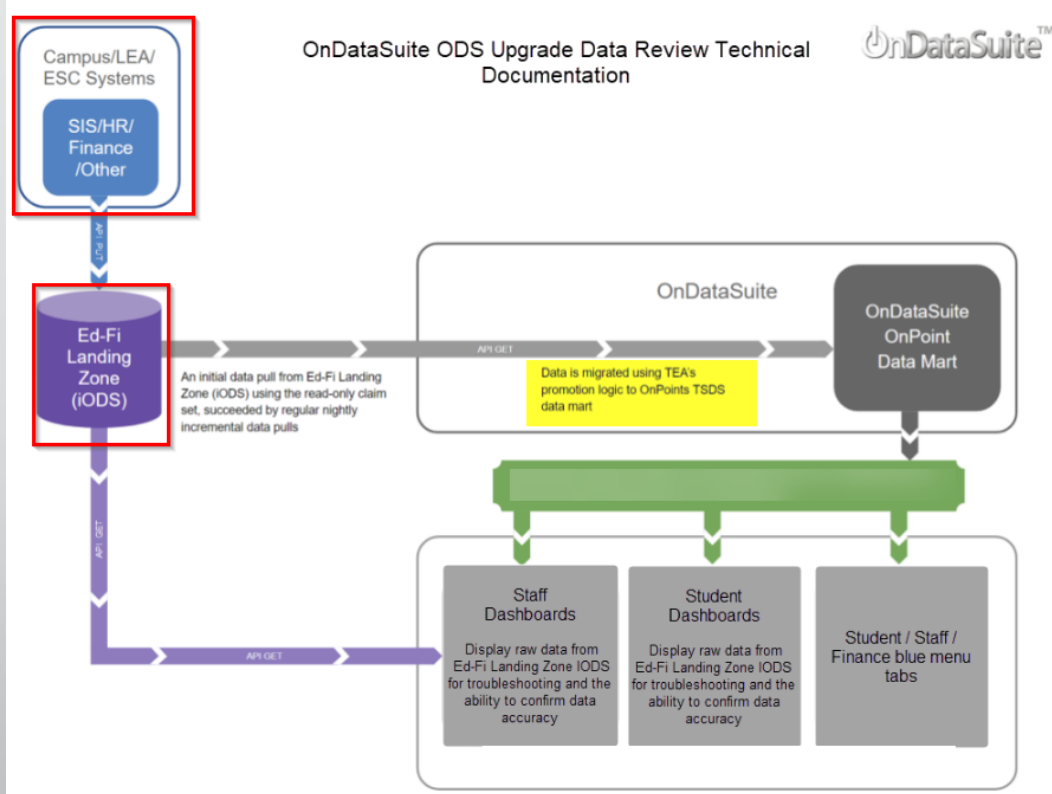 OnDataSuite ODS Upgrade Data Review Technical
Documentation
OnDataSuite™
Campus/LEA/
ESC Systems
SIS/HR/
Finance
/Other
API PUT
Ed-Fi
Landing
Zone
(iODS)
API GET
An initial data pull from Ed-Fi Landing
Zone (iODS) using the read-only claim
set, succeeded by regular nightly
incremental data pulls
OnDataSuite
Data is migrated using TEA's
promotion logic to OnPoints TSDS
data mart
OnDataSuite
OnPoint
Data Mart
API GET
API GET
Staff
Dashboards
Display raw data from
Ed-Fi Landing Zone IODS
for troubleshooting and the
ability to confirm data
accuracy
Student
Dashboards
Display raw data from
Ed-Fi Landing Zone IODS
for troubleshooting and the
ability to confirm data
accuracy
Student / Staff /
Finance blue menu
tabs